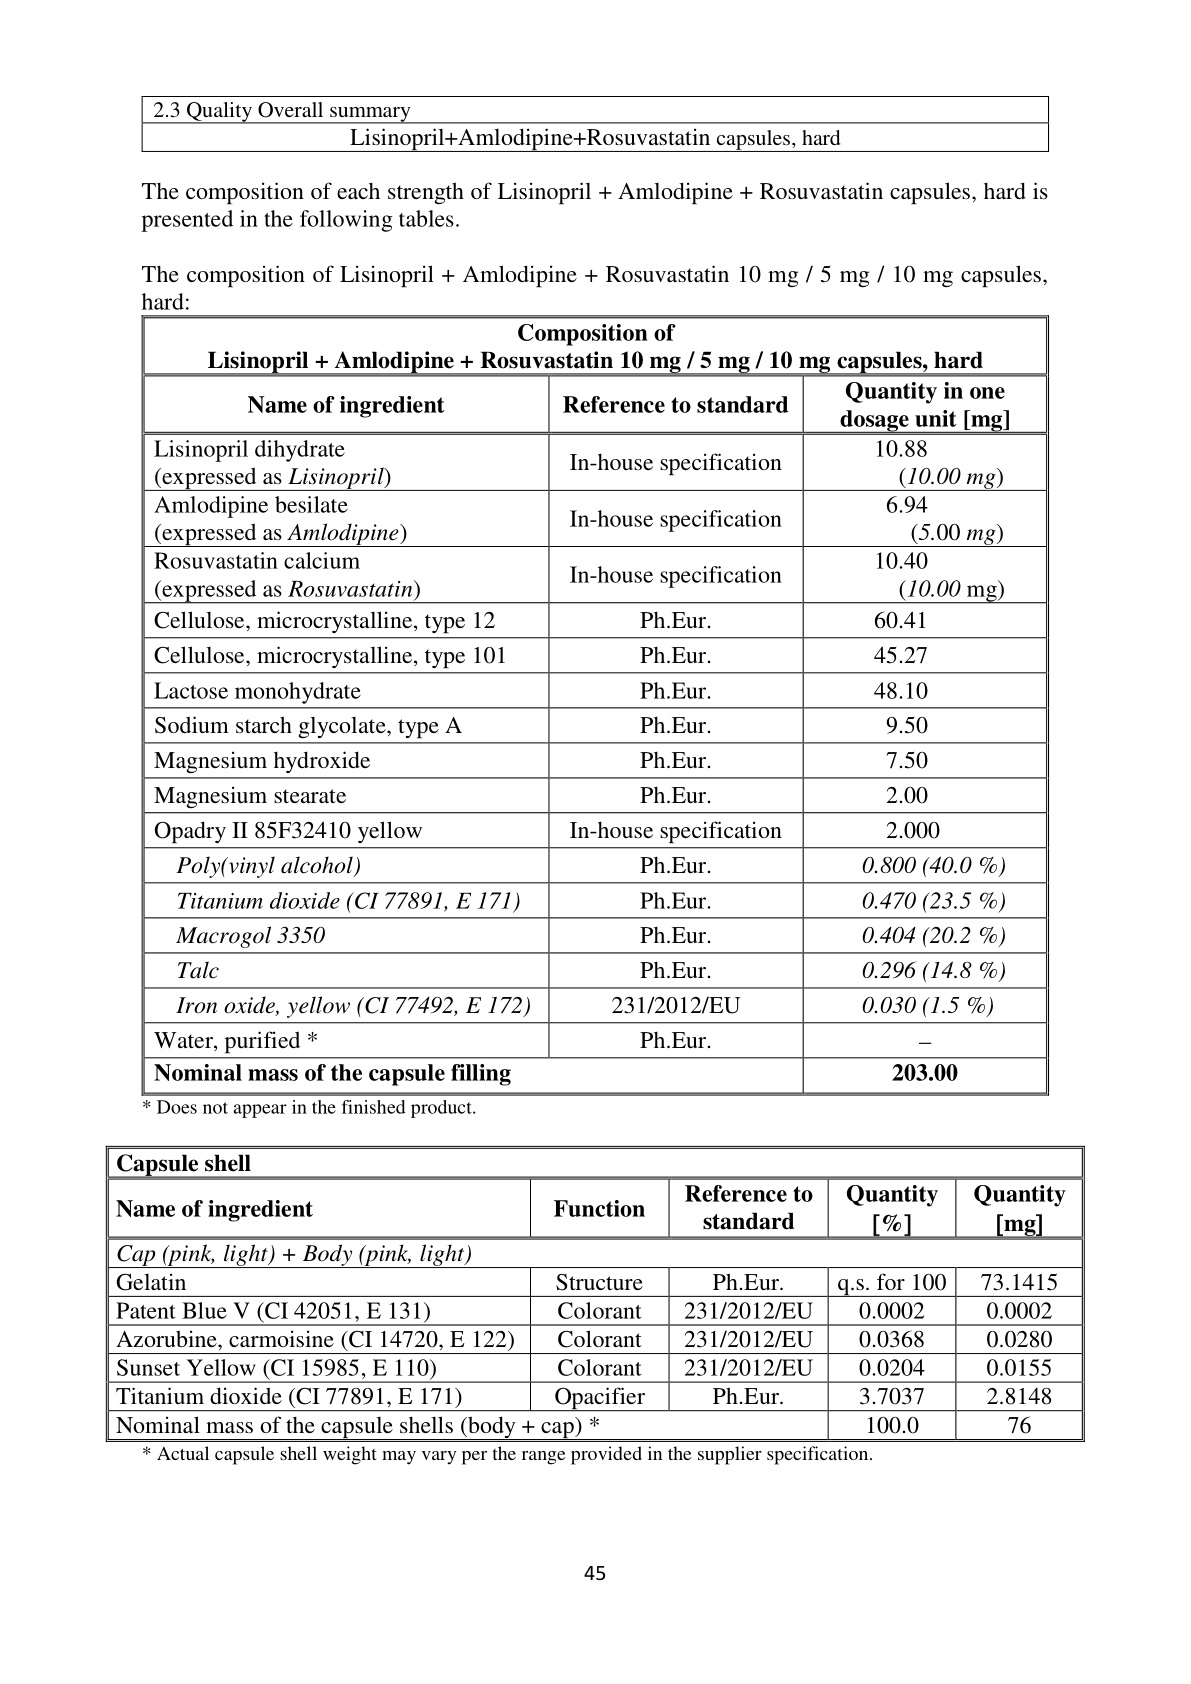 2.3 Quality Overall summary
Lisinopril+Amlodipine+Rosuvastatin capsules, hard
The composition of each strength of Lisinopril + Amlodipine + Rosuvastatin capsules, hard is
presented in the following tables.
The composition of Lisinopril + Amlodipine + Rosuvastatin 10 mg / 5 mg / 10 mg capsules,
hard:
Composition of
Lisinopril + Amlodipine + Rosuvastatin 10 mg / 5 mg / 10 mg capsules, hard
Name of ingredient Reference to standard Quantity in one
dosage unit [mg]
Lisinopril dihydrate
(expressed as Lisinopril) In-house specification 10.88
(10.00 mg)
Amlodipine besilate
(expressed as Amlodipine) In-house specification 6.94
(5.00 mg)
Rosuvastatin calcium
(expressed as Rosuvastatin) In-house specification 10.40
(10.00 mg)
Cellulose, microcrystalline, type 12 Ph.Eur. 60.41
Cellulose, microcrystalline, type 101 Ph.Eur. 45.27
Lactose monohydrate Ph.Eur. 48.10
Sodium starch glycolate, type A Ph.Eur. 9.50
Magnesium hydroxide Ph.Eur. 7.50
Magnesium stearate Ph.Eur. 2.00
Opadry II 85F32410 yellow In-house specification 2.000
Poly(vinyl alcohol) Ph.Eur. 0.800 (40.0 %)
Titanium dioxide (CI 77891, E 171) Ph.Eur. 0.470 (23.5 %)
Macrogol 3350 Ph.Eur. 0.404 (20.2 %)
Talc Ph.Eur. 0.296 (14.8 %)
Iron oxide, yellow (CI 77492, E 172) 231/2012/EU 0.030 (1.5 %)
Water, purified * Ph.Eur. –
Nominal mass of the capsule filling 203.00
* Does not appear in the finished product.
Capsule shell
Name of ingredient Function Reference to
standard Quantity
[%] Quantity
[mg]
Cap (pink, light) + Body (pink, light)
Gelatin Structure Ph.Eur. q.s. for 100 73.1415
Patent Blue V (CI 42051, E 131) Colorant 231/2012/EU 0.0002 0.0002
Azorubine, carmoisine (CI 14720, E 122) Colorant 231/2012/EU 0.0368 0.0280
Sunset Yellow (CI 15985, E 110) Colorant 231/2012/EU 0.0204 0.0155
Titanium dioxide (CI 77891, E 171) Opacifier Ph.Eur. 3.7037 2.8148
Nominal mass of the capsule shells (body + cap) * 100.0 76
* Actual capsule shell weight may vary per the range provided in the supplier specification.
45